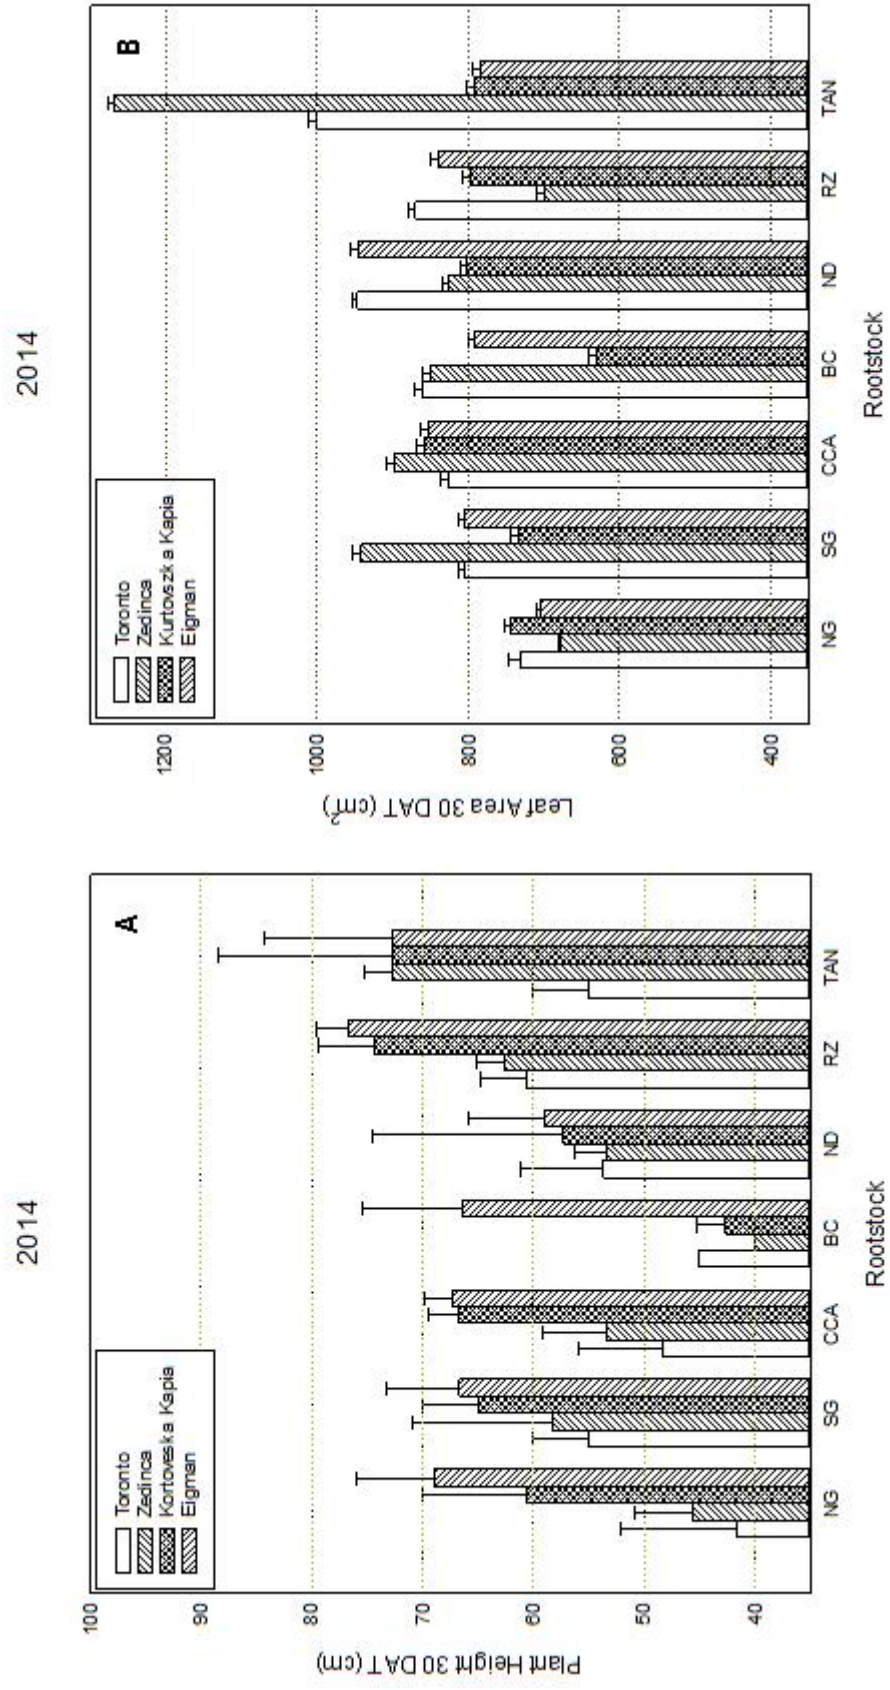 2014
A
Toronto
Zedinca
Kortoveska Kapia
Eigman
Plant Height 30 DAT (cm)
100
90
80
70
60
50
40
NG SG CCA BC ND RZ TAN
Rootstock
2014
B
Toronto
Zedinca
Kurtovszk a Kapia
Eigman
Leaf Area 30 DAT (cm²)
1200
1000
800
600
400
NG SG CCA BC ND RZ TAN
Rootstock